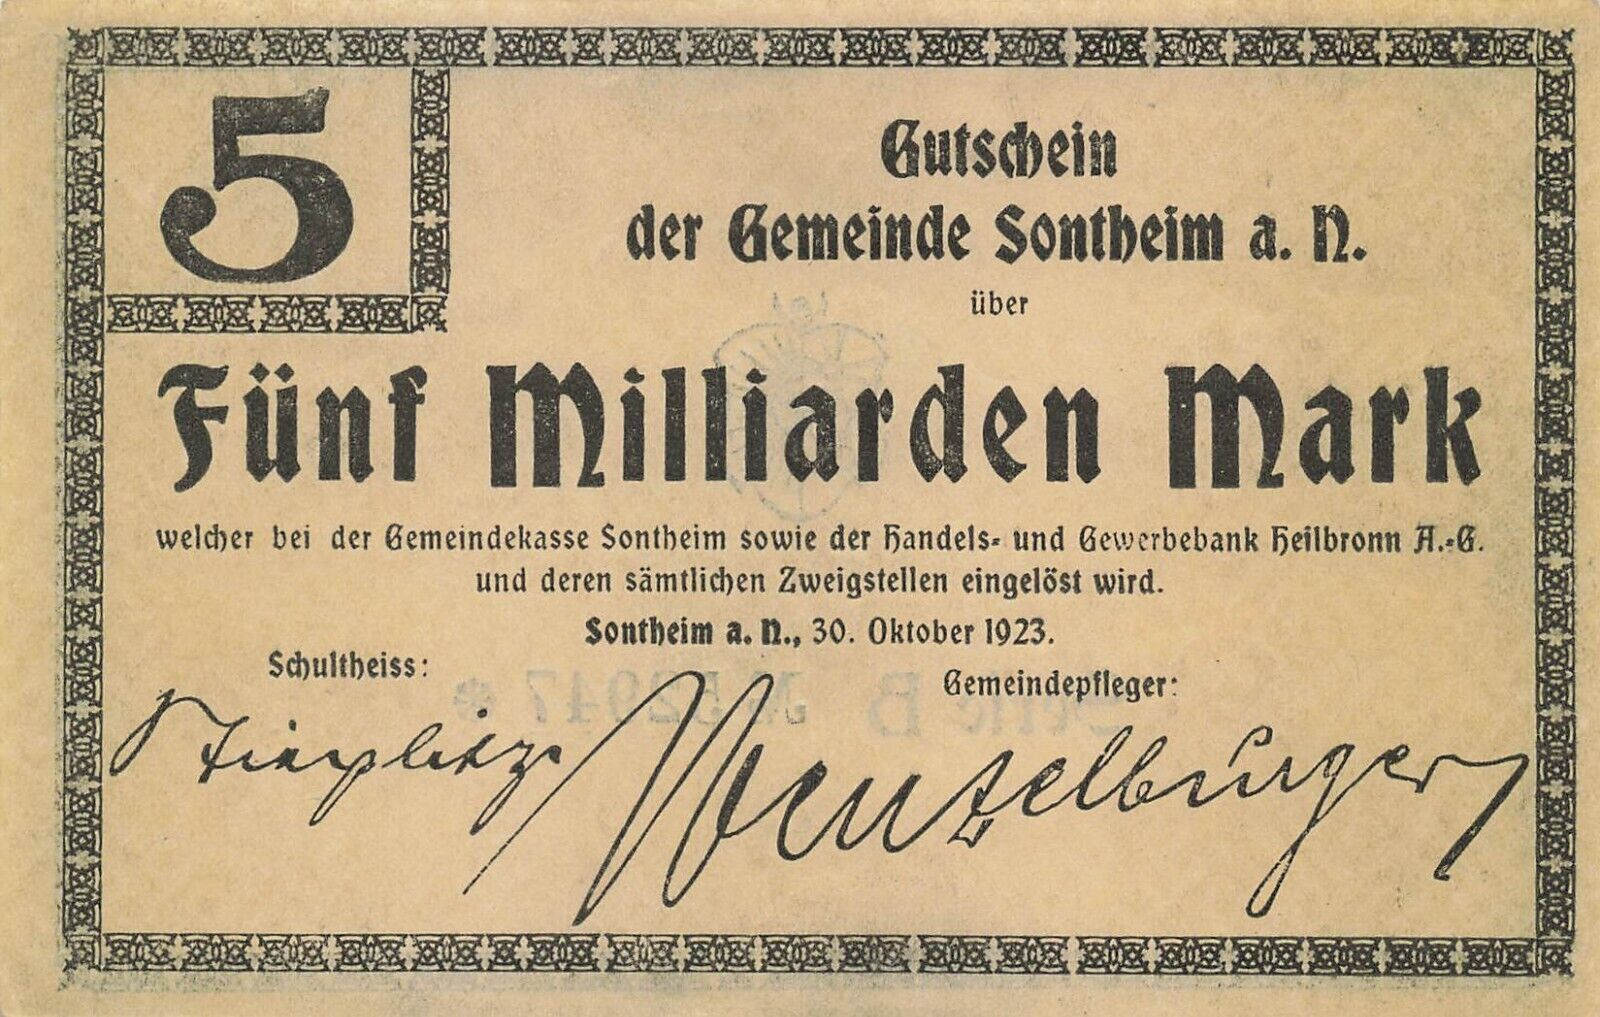 5
Gutschein
der Gemeinde Sontheim a. N.
über
Fünf Milliarden Mark
welcher bei der Gemeindekasse Sontheim sowie der Handels- und Gewerbebank Heilbronn A.-G.
und deren sämtlichen Zweigstellen eingelöst wird.
Sontheim a. N., 30. Oktober 1923.
Schultheiss:
Gemeindepfleger: